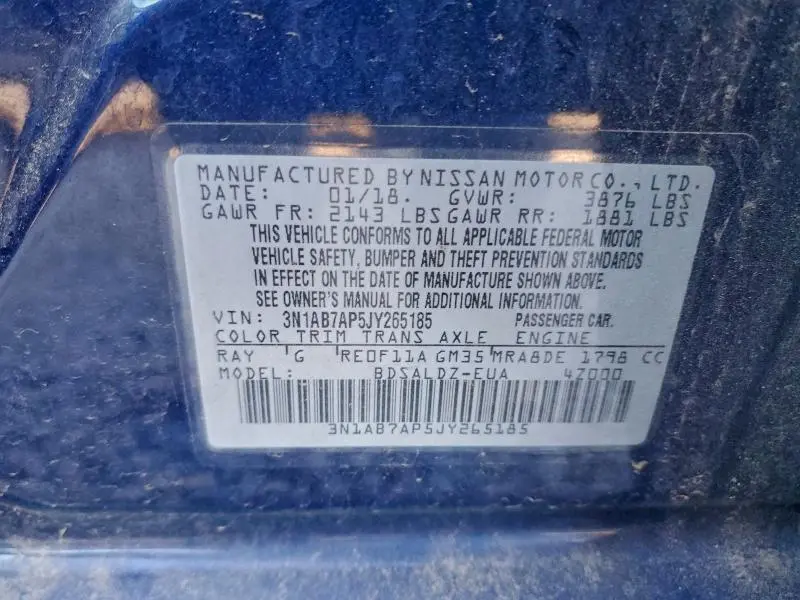 MANUFACTURED BY NISSAN MOTOR CO., LTD.
DATE: 01/18. GVWR: 3876 LBS
GAWR FR: 2143 LBS GAWR RR: 1881 LBS
THIS VEHICLE CONFORMS TO ALL APPLICABLE FEDERAL MOTOR
VEHICLE SAFETY, BUMPER AND THEFT PREVENTION STANDARDS
IN EFFECT ON THE DATE OF MANUFACTURE SHOWN ABOVE.
SEE OWNER'S MANUAL FOR ADDITIONAL INFORMATION.
VIN: 3N1AB7AP5JY265185 PASSENGER CAR.
COLOR TRIM TRANS AXLE ENGINE
RAY G RE0F11A GM35 MRA8DE 1798 CC
MODEL: BDSALDZ-EUA 4Z000
3N1AB7AP5JY265185